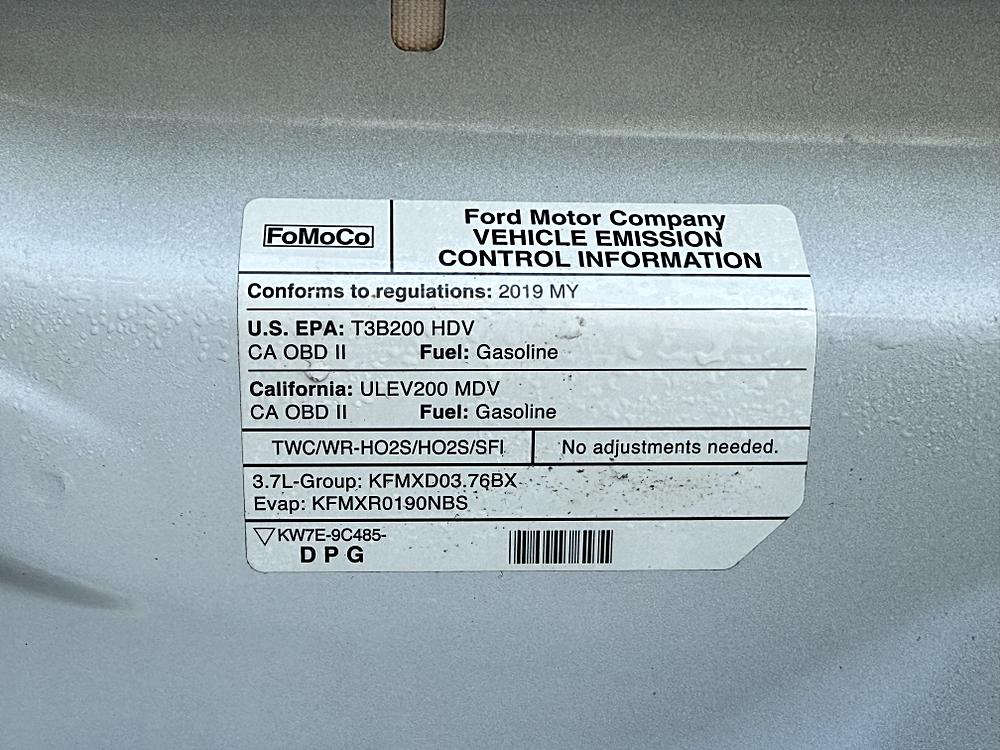 FoMoCo
Ford Motor Company
VEHICLE EMISSION
CONTROL INFORMATION
Conforms to regulations: 2019 MY
U.S. EPA: T3B200 HDV
CA OBD II Fuel: Gasoline
California: ULEV200 MDV
CA OBD II Fuel: Gasoline
TWC/WR-HO2S/HO2S/SFI No adjustments needed.
3.7L-Group: KFMXD03.76BX
Evap: KFMXR0190NBS
KW7E-9C485-
DPG